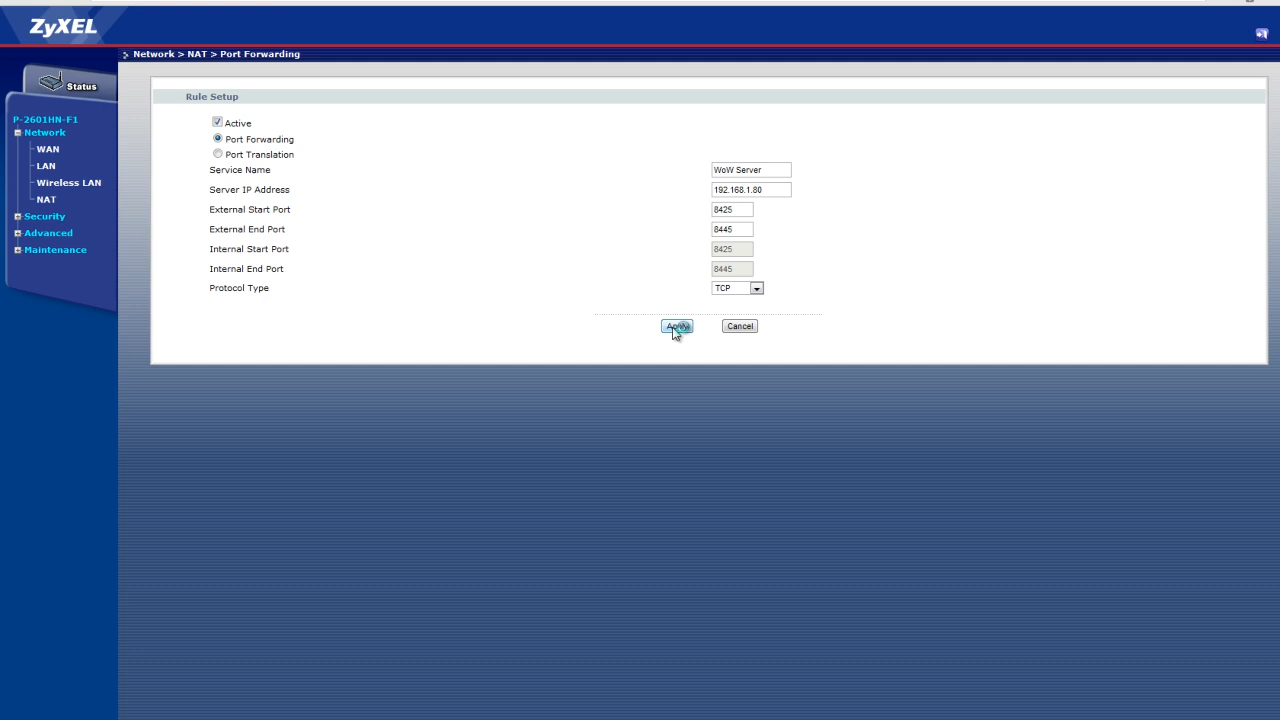 ZyXEL
Network > NAT > Port Forwarding
Status
P-2601HN-F1
Network
WAN
LAN
Wireless LAN
NAT
Security
Advanced
Maintenance
Rule Setup
Active
Port Forwarding
Port Translation
Service Name WoW Server
Server IP Address 192.168.1.80
External Start Port 8425
External End Port 8445
Internal Start Port 8425
Internal End Port 8445
Protocol Type TCP
Apply Cancel